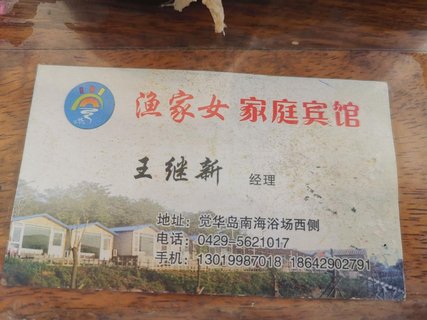 渔家女 家庭宾馆
王继新 经理
地址：觉华岛南海浴场西侧
电话：0429-5621017
手机：13019987018 18642902791